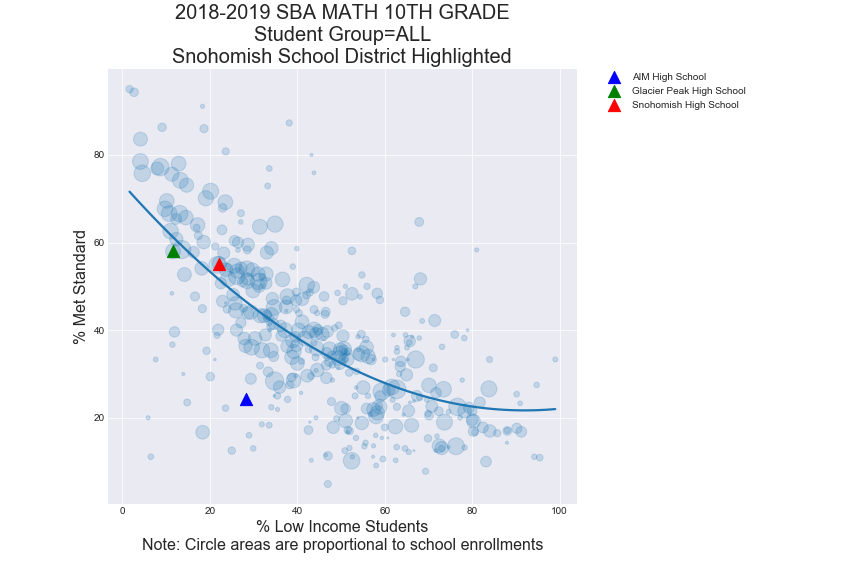 2018-2019 SBA MATH 10TH GRADE
Student Group=ALL
Snohomish School District Highlighted
AIM High School
Glacier Peak High School
Snohomish High School
% Met Standard
80
60
40
20
0 20 40 60 80 100
% Low Income Students
Note: Circle areas are proportional to school enrollments